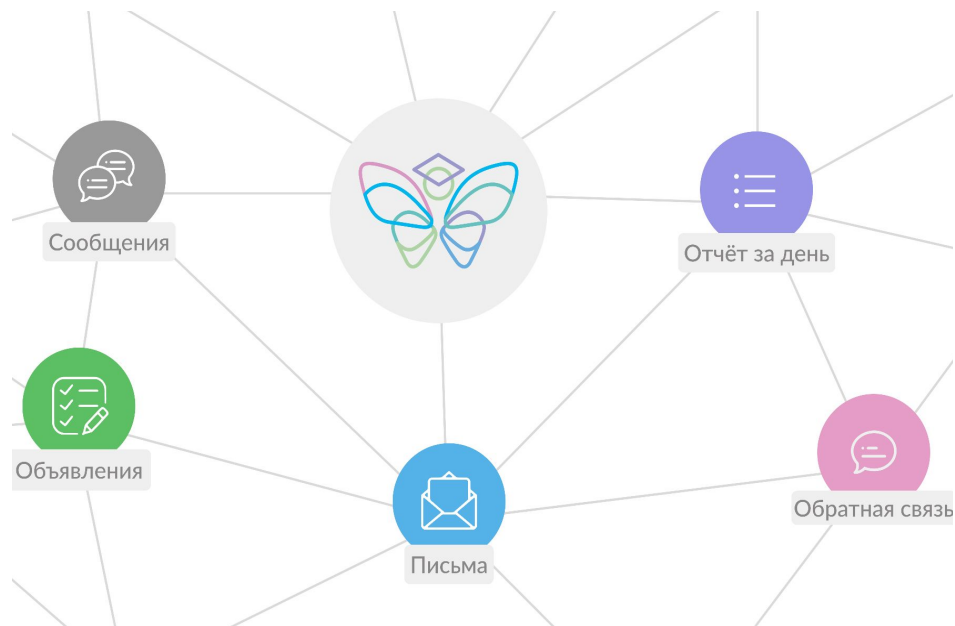 Сообщения
Отчёт за день
Объявления
Обратная связь
Письма